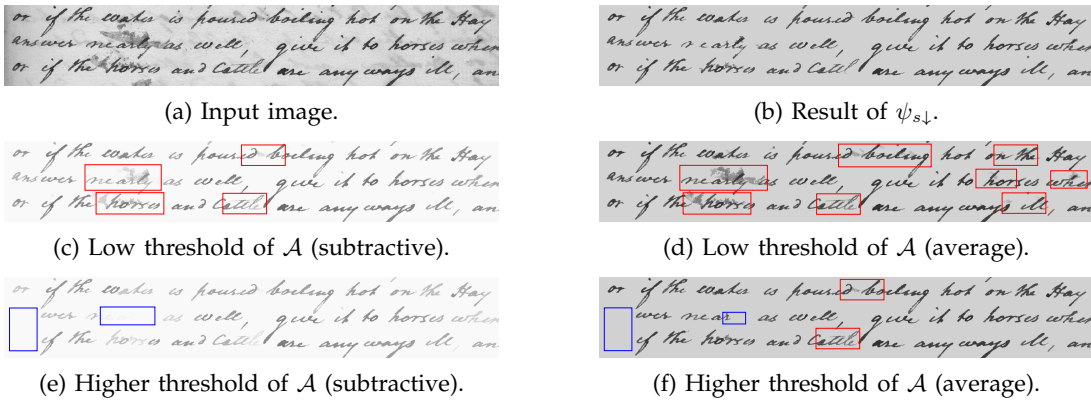 or if the water is poured boiling hot on the Hay
answer nearly as well, give it to horses when
or if the horses and Cattle are any ways ill, an
(a) Input image.
or if the water is poured boiling hot on the Hay
answer nearly as well, give it to horses when
or if the horses and Cattl are any ways ill, an
(b) Result of ψs↓.
or if the water is poured boiling hot on the Hay
answer nearly as well, give it to horses when
or if the horses and Cattle are any ways ill, an
(c) Low threshold of A (subtractive).
or if the water is poured boiling hot on the Hay
answer nearly as well, give it to horses when
or if the horses and Cattle are any ways ill, an
(d) Low threshold of A (average).
or if the water is poured boiling hot on the Hay
wer as well, give it to horses when
if the horses and Cattl are any ways ill, an
(e) Higher threshold of A (subtractive).
or if the water is poured boiling hot on the Hay
wer near as well, give it to horses when
if the horses and Cattle are any ways ill, an
(f) Higher threshold of A (average).